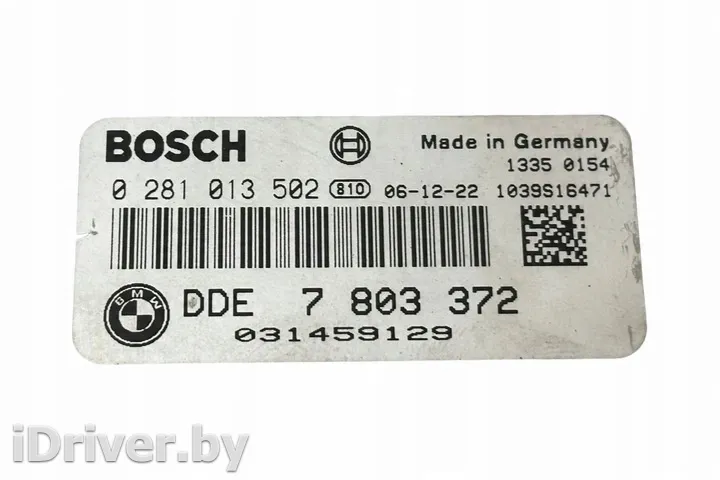 BOSCH
Made in Germany
1335 0154
0 281 013 502 810 06-12-22 1039S16471
BMW
DDE 7 803 372
031459129
iDriver.by